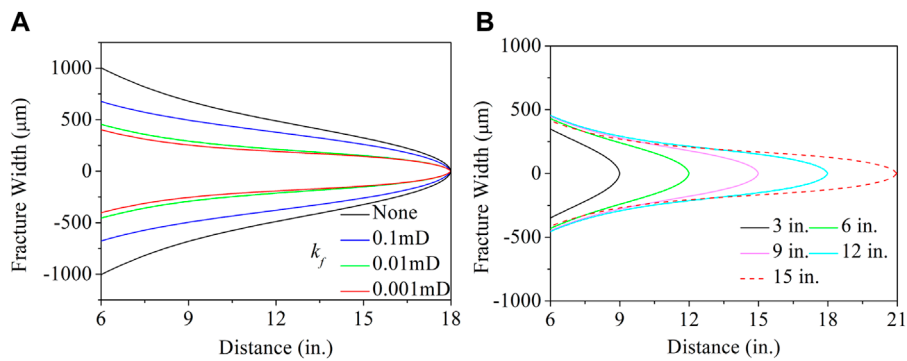 A
Fracture Width (μm)
1000
500
0
-500
-1000
6
9
12
15
18
Distance (in.)
k_f
None
0.1mD
0.01mD
0.001mD
B
Fracture Width (μm)
1000
500
0
-500
-1000
6
9
12
15
18
21
Distance (in.)
3 in.
6 in.
9 in.
12 in.
15 in.